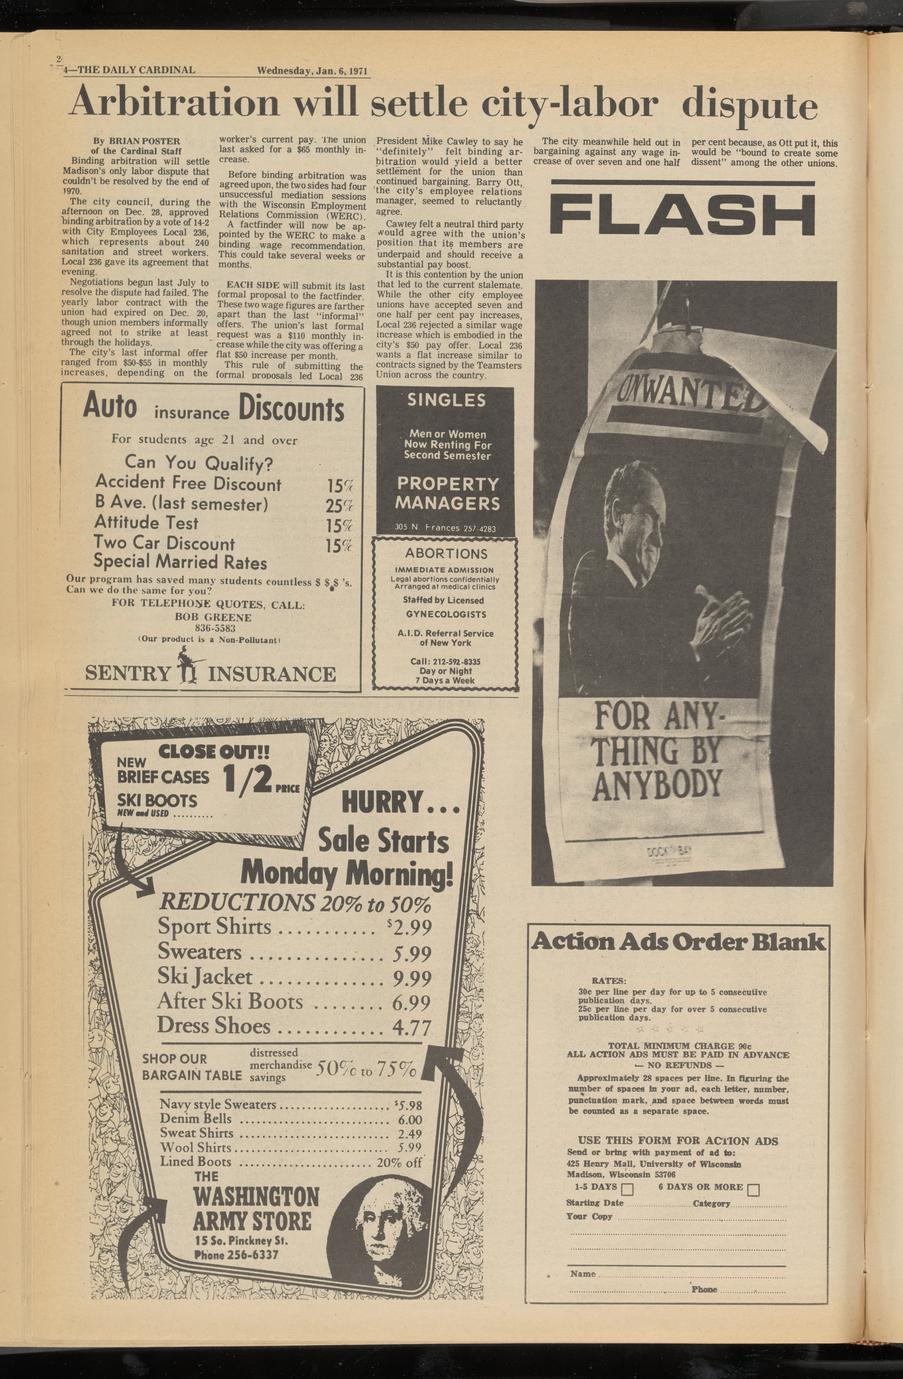 2
4—THE DAILY CARDINAL Wednesday, Jan. 6, 1971
Arbitration will settle city-labor dispute
By BRIAN POSTER
of the Cardinal Staff
Binding arbitration will settle
Madison's only labor dispute that
couldn't be resolved by the end of
1970.
The city council, during the
afternoon on Dec. 28, approved
binding arbitration by a vote of 14-2
with City Employees Local 236,
which represents about 240
sanitation and street workers.
Local 236 gave its agreement that
evening.
Negotiations begun last July to
resolve the dispute had failed. The
yearly labor contract with the
union had expired on Dec. 20,
though union members informally
agreed not to strike at least
through the holidays.
The city's last informal offer
ranged from $50-$55 in monthly
increases, depending on the
worker's current pay. The union
last asked for a $65 monthly in-
crease.
Before binding arbitration was
agreed upon, the two sides had four
unsuccessful mediation sessions
with the Wisconsin Employment
Relations Commission (WERC).
A factfinder will now be ap-
pointed by the WERC to make a
binding wage recommendation.
This could take several weeks or
months.
EACH SIDE will submit its last
formal proposal to the factfinder.
These two wage figures are farther
apart than the last "informal"
offers. The union's last formal
request was a $110 monthly in-
crease while the city was offering a
flat $50 increase per month.
This rule of submitting the
formal proposals led Local 236
President Mike Cawley to say he
"definitely" felt binding ar-
bitration would yield a better
settlement for the union than
continued bargaining. Barry Ott,
the city's employee relations
manager, seemed to reluctantly
agree.
Cawley felt a neutral third party
would agree with the union's
position that its members are
underpaid and should receive a
substantial pay boost.
It is this contention by the union
that led to the current stalemate.
While the other city employee
unions have accepted seven and
one half per cent pay increases,
Local 236 rejected a similar wage
increase which is embodied in the
city's $50 pay offer. Local 236
wants a flat increase similar to
contracts signed by the Teamsters
Union across the country.
The city meanwhile held out in
bargaining against any wage in-
crease of over seven and one half
per cent because, as Ott put it, this
would be "bound to create some
dissent" among the other unions.
FLASH
UNWANTED
FOR ANY-
THING BY
ANYBODY
Auto insurance Discounts
For students age 21 and over
Can You Qualify?
Accident Free Discount 15%
B Ave. (last semester) 25%
Attitude Test 15%
Two Car Discount 15%
Special Married Rates
Our program has saved many students countless $ $ $ 's.
Can we do the same for you?
FOR TELEPHONE QUOTES, CALL:
BOB GREENE
836-5583
(Our product is a Non-Pollutant)
SENTRY INSURANCE
SINGLES
Men or Women
Now Renting For
Second Semester
PROPERTY
MANAGERS
305 N. Frances 257-4283
ABORTIONS
IMMEDIATE ADMISSION
Legal abortions confidentially
Arranged at medical clinics
Staffed by Licensed
GYNECOLOGISTS
A.I.D. Referral Service
of New York
Call: 212-592-8335
Day or Night
7 Days a Week
CLOSE OUT!!
NEW
BRIEF CASES 1/2 PRICE
SKI BOOTS
NEW and USED ..........
HURRY...
Sale Starts
Monday Morning!
REDUCTIONS 20% to 50%
Sport Shirts ........... $2.99
Sweaters ............... 5.99
Ski Jacket .............. 9.99
After Ski Boots ........ 6.99
Dress Shoes ............ 4.77
SHOP OUR
BARGAIN TABLE
distressed
merchandise
savings
50% to 75%
Navy style Sweaters ........................ $5.98
Denim Bells ................................. 6.00
Sweat Shirts ................................ 2.49
Wool Shirts .................................. 5.99
Lined Boots ............................. 20% off
THE
WASHINGTON
ARMY STORE
15 So. Pinckney St.
Phone 256-6337
Action Ads Order Blank
RATES:
30c per line per day for up to 5 consecutive
publication days.
25c per line per day for over 5 consecutive
publication days.
TOTAL MINIMUM CHARGE 90c
ALL ACTION ADS MUST BE PAID IN ADVANCE
— NO REFUNDS —
Approximately 28 spaces per line. In figuring the
number of spaces in your ad, each letter, number,
punctuation mark, and space between words must
be counted as a separate space.
USE THIS FORM FOR ACTION ADS
Send or bring with payment of ad to:
425 Henry Mall, University of Wisconsin
Madison, Wisconsin 53706
1-5 DAYS 6 DAYS OR MORE
Starting Date Category
Your Copy
Name
Phone